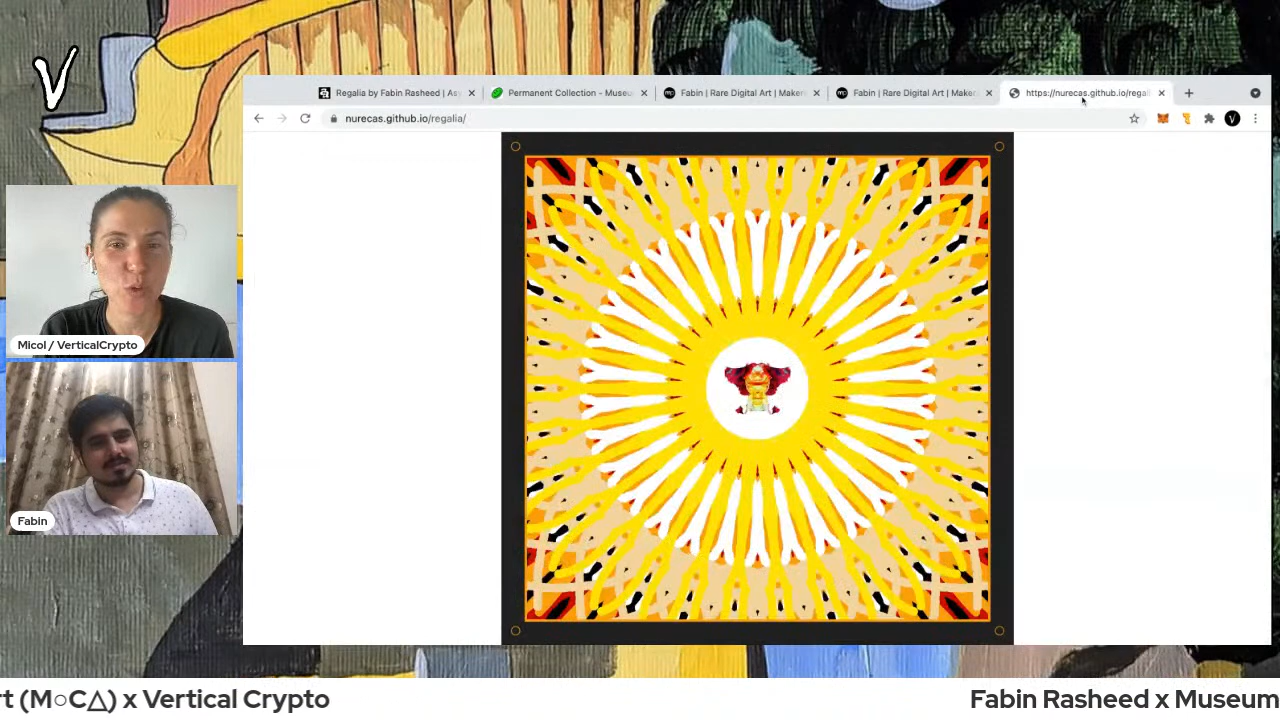 V
Regalia by Fabin Rasheed | As
Permanent Collection – Museu
Fabin | Rare Digital Art | Maker
Fabin | Rare Digital Art | Maker
https://nurecas.github.io/regali
nurecas.github.io/regalia/
Micol / VerticalCrypto
Fabin
rt (M○C△) x Vertical Crypto
Fabin Rasheed x Museum